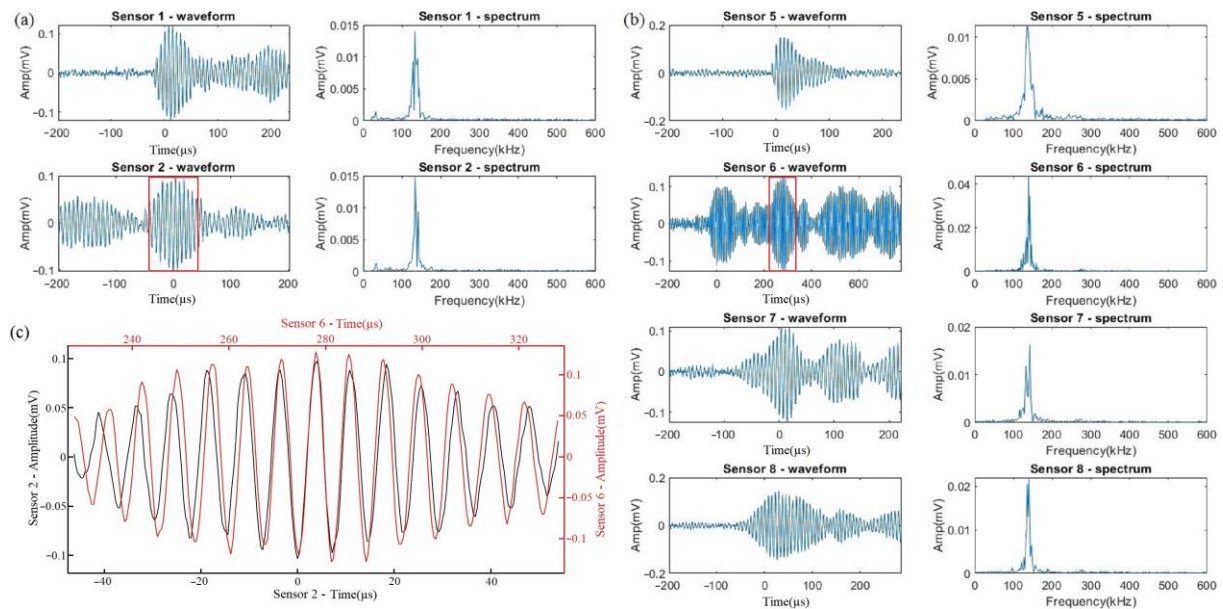 (a)
Sensor 1 - waveform
Amp(mV)
0.1
0
−0.1
−200 −100 0 100 200
Time(µs)
Sensor 1 - spectrum
Amp(mV)
0.015
0.01
0.005
0
0 100 200 300 400 500 600
Frequency(kHz)
Sensor 2 - waveform
Amp(mV)
0.1
0
−0.1
−200 −100 0 100 200
Time(µs)
Sensor 2 - spectrum
Amp(mV)
0.015
0.01
0.005
0
0 100 200 300 400 500 600
Frequency(kHz)
(b)
Sensor 5 - waveform
Amp(mV)
0.2
0
−0.2
−200 −100 0 100 200
Time(µs)
Sensor 5 - spectrum
Amp(mV)
0.01
0.005
0
0 100 200 300 400 500 600
Frequency(kHz)
Sensor 6 - waveform
Amp(mV)
0.1
0
−0.1
−200 0 200 400 600
Time(µs)
Sensor 6 - spectrum
Amp(mV)
0.04
0.02
0
0 100 200 300 400 500 600
Frequency(kHz)
Sensor 7 - waveform
Amp(mV)
0.1
0
−0.1
−200 −100 0 100 200
Time(µs)
Sensor 7 - spectrum
Amp(mV)
0.02
0.01
0
0 100 200 300 400 500 600
Frequency(kHz)
Sensor 8 - waveform
Amp(mV)
0.2
0
−0.2
−200 −100 0 100 200
Time(µs)
Sensor 8 - spectrum
Amp(mV)
0.02
0.01
0
0 100 200 300 400 500 600
Frequency(kHz)
(c)
Sensor 6 - Time(µs)
240 260 280 300 320
Sensor 2 - Amplitude(mV)
0.1
0.05
0
−0.05
−0.1
0.1
0.05
0
−0.05
−0.1
Sensor 6 - Amplitude(mV)
−40 −20 0 20 40
Sensor 2 - Time(µs)